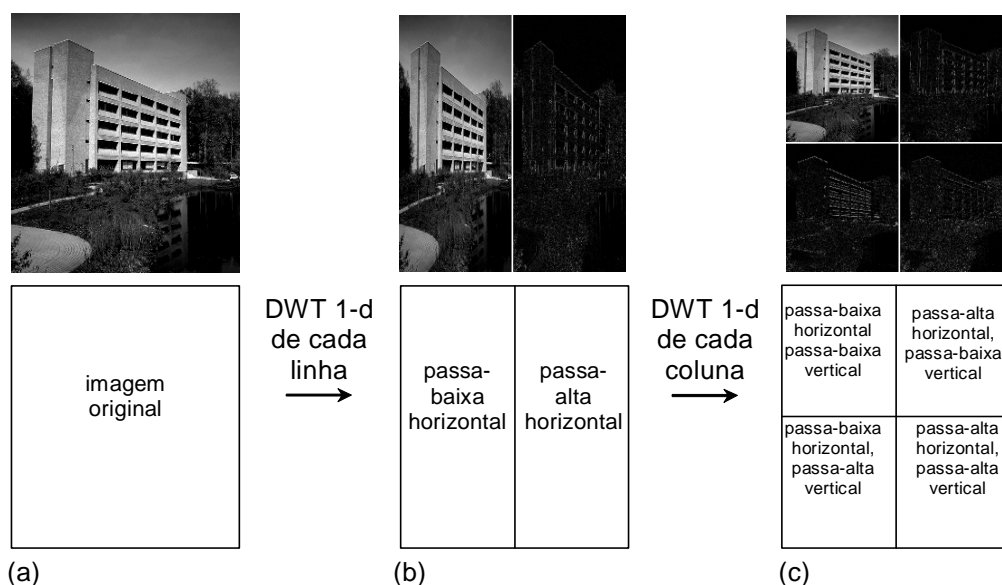 imagem
original
DWT 1-d
de cada
linha
passa-
baixa
horizontal
passa-
alta
horizontal
DWT 1-d
de cada
coluna
passa-baixa
horizontal
passa-baixa
vertical
passa-alta
horizontal,
passa-baixa
vertical
passa-baixa
horizontal,
passa-alta
vertical
passa-alta
horizontal,
passa-alta
vertical
(a)
(b)
(c)